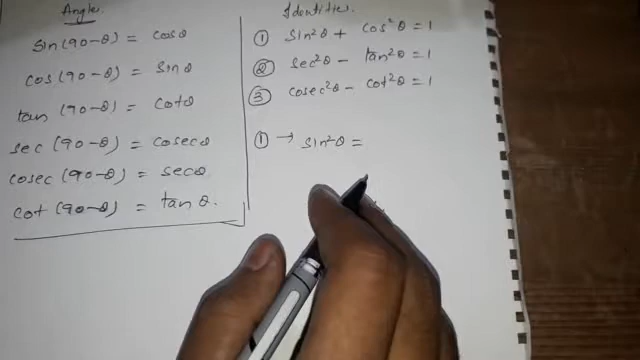 Angles
sin(90-θ) = cosθ
cos(90-θ) = sinθ
tan(90-θ) = cotθ
sec(90-θ) = cosecθ
cosec(90-θ) = secθ
cot(90-θ) = tanθ.
Identities.
① sin²θ + cos²θ = 1
② sec²θ - tan²θ = 1
③ cosec²θ - cot²θ = 1
① → sin²θ =